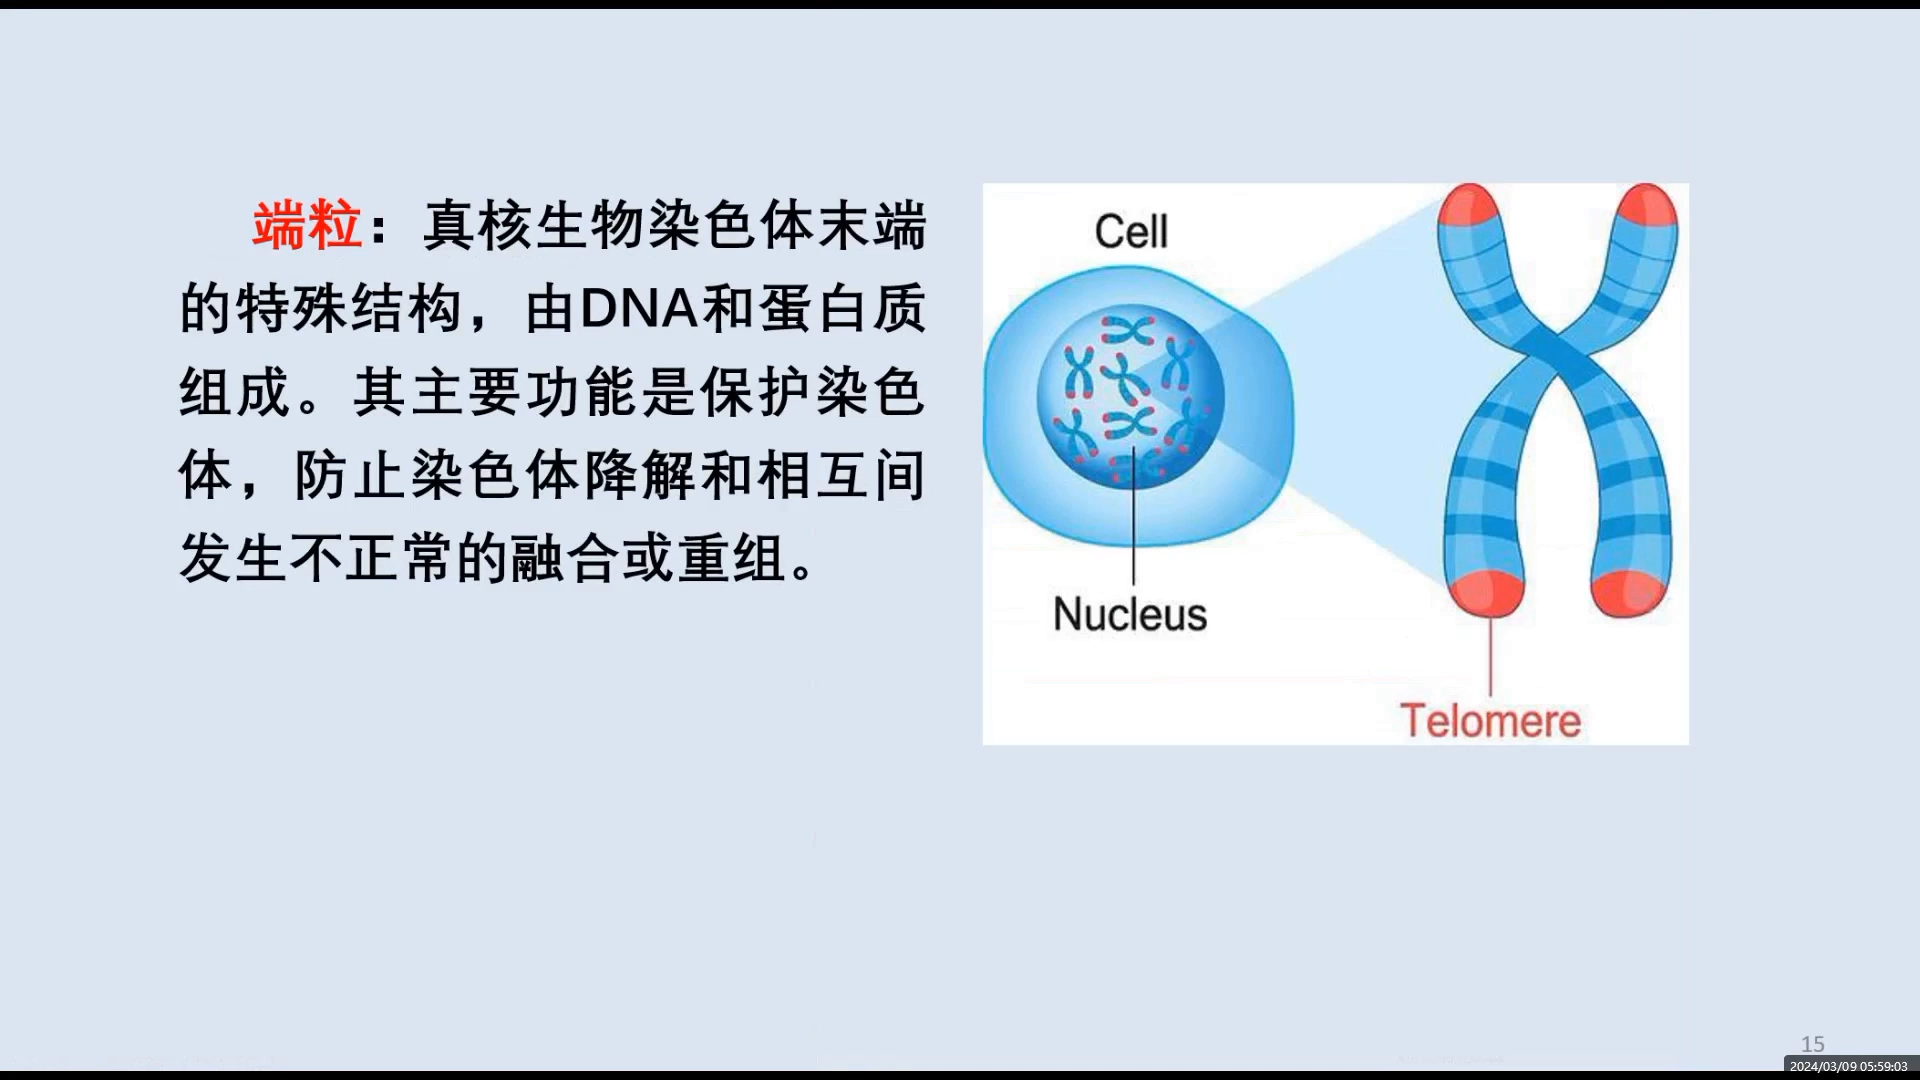 端粒：真核生物染色体末端
的特殊结构，由DNA和蛋白质
组成。其主要功能是保护染色
体，防止染色体降解和相互间
发生不正常的融合或重组。
Cell
Nucleus
Telomere
15
2024/03/09 05:59:03